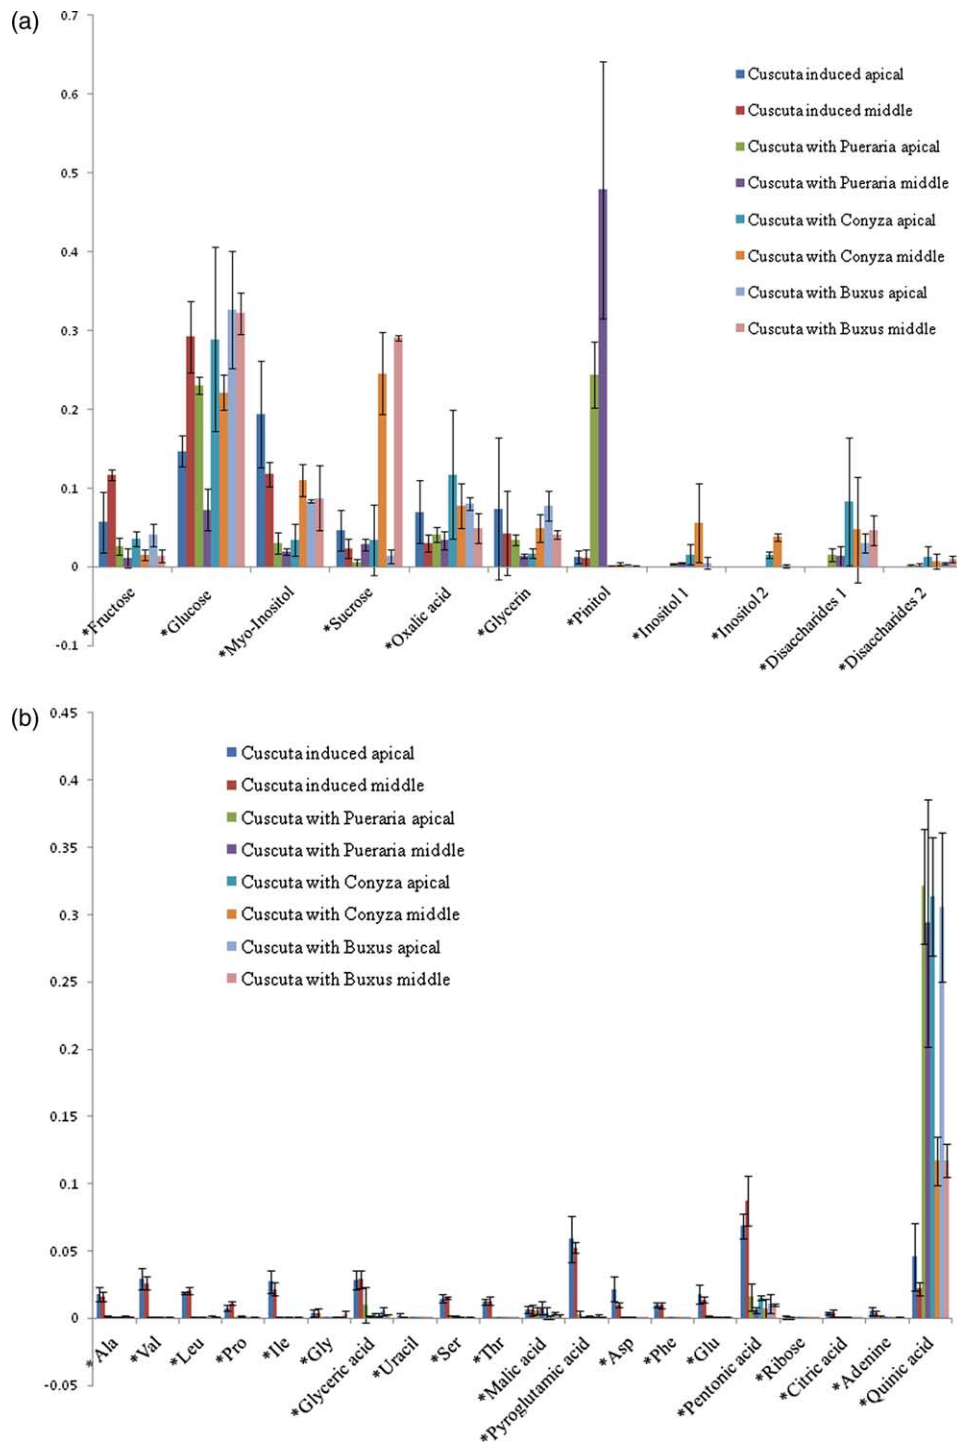 (a)
0.7
0.6
0.5
0.4
0.3
0.2
0.1
0
-0.1
Cuscuta induced apical
Cuscuta induced middle
Cuscuta with Pueraria apical
Cuscuta with Pueraria middle
Cuscuta with Conyza apical
Cuscuta with Conyza middle
Cuscuta with Buxus apical
Cuscuta with Buxus middle
*Fructose
*Glucose
*Myo-Inositol
*Sucrose
*Oxalic acid
*Glycerin
*Pinitol
*Inositol 1
*Inositol 2
*Disaccharides 1
*Disaccharides 2
(b)
0.45
0.4
0.35
0.3
0.25
0.2
0.15
0.1
0.05
0
-0.05
Cuscuta induced apical
Cuscuta induced middle
Cuscuta with Pueraria apical
Cuscuta with Pueraria middle
Cuscuta with Conyza apical
Cuscuta with Conyza middle
Cuscuta with Buxus apical
Cuscuta with Buxus middle
*Ala
*Val
*Leu
*Pro
*Ile
*Gly
*Glyceric acid
*Uracil
*Ser
*Thr
*Malic acid
*Pyroglutamic acid
*Asp
*Phe
*Glu
*Pentonic acid
*Ribose
*Citric acid
*Adenine
*Quinic acid